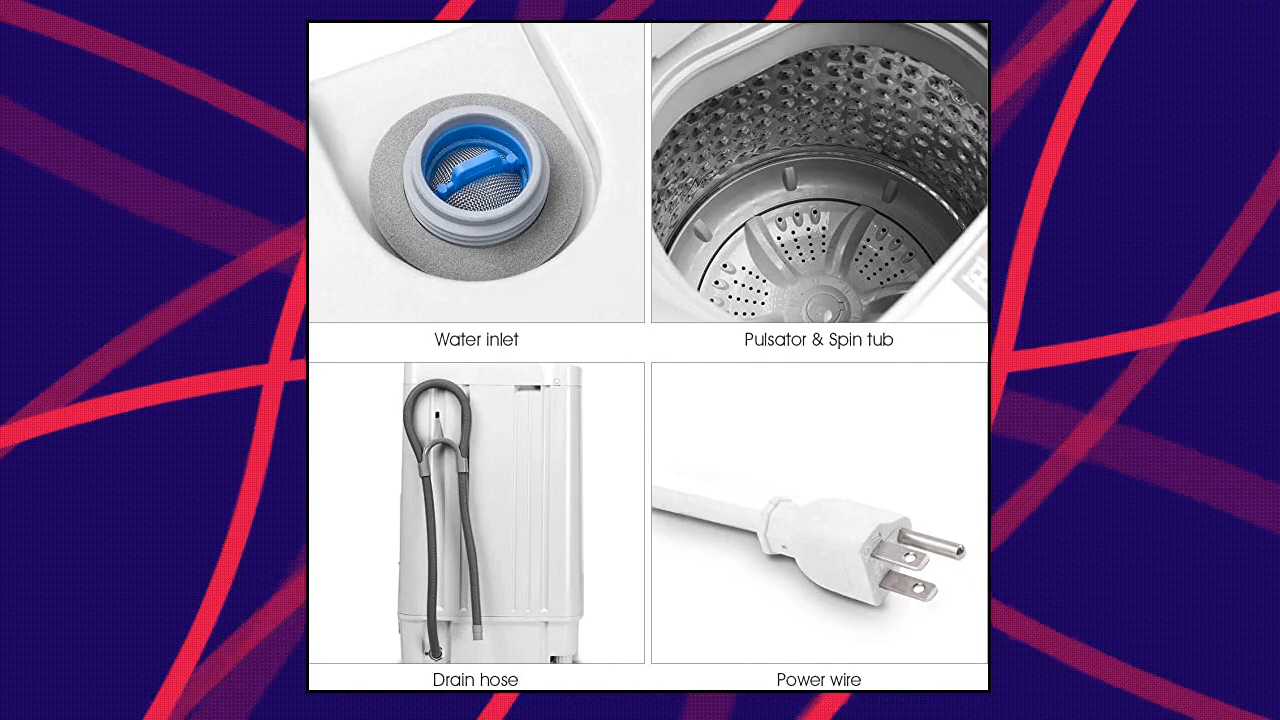 Water inlet
Pulsator & Spin tub
Drain hose
Power wire